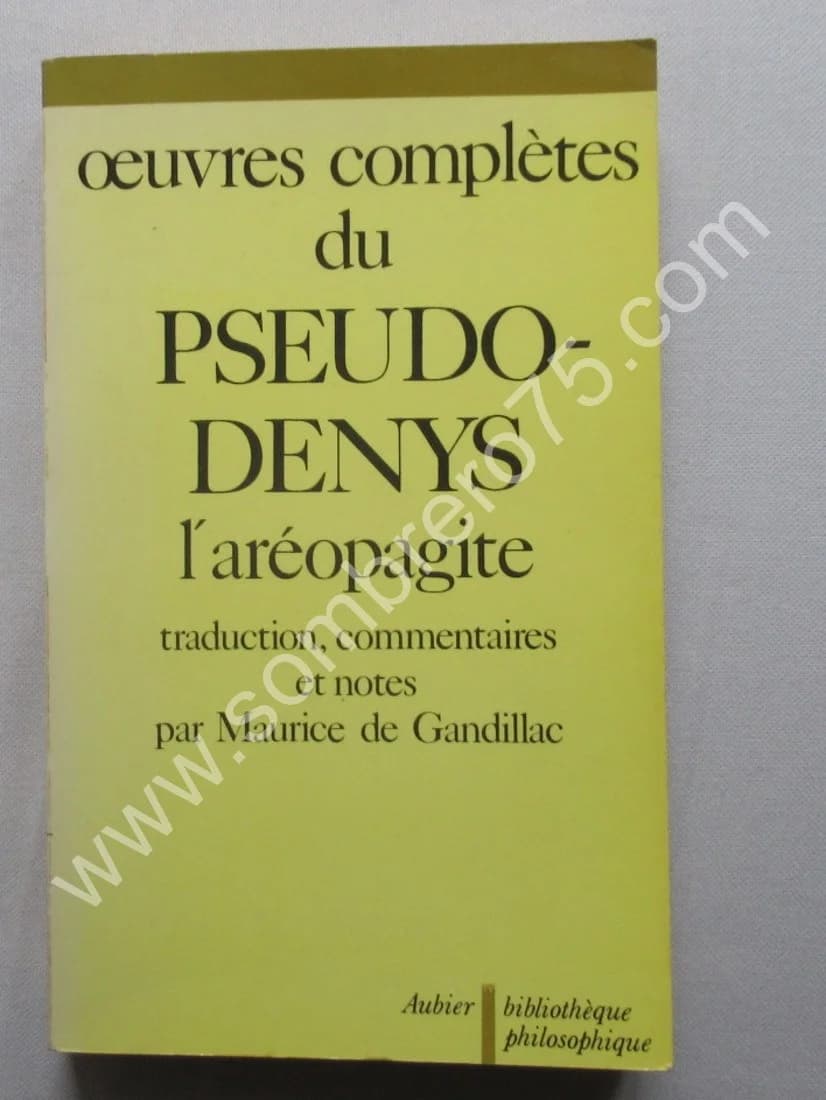 œuvres complètes
du
PSEUDO-
DENYS
l'aréopagite
traduction, commentaires
et notes
par Maurice de Gandillac
Aubier
bibliothèque
philosophique
www.sombrero75.com